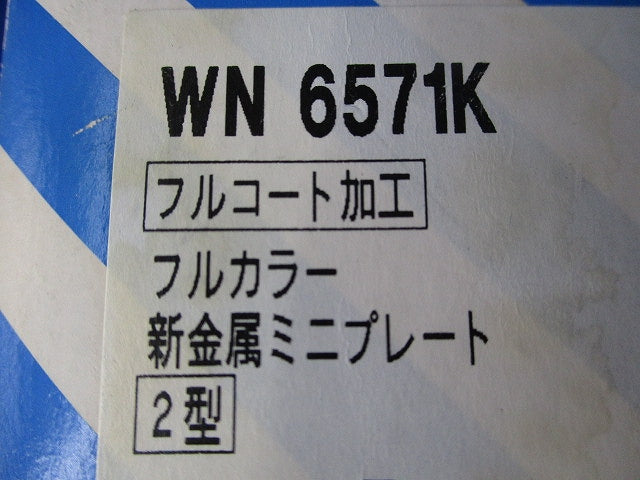 WN 6571K
フルコート加工
フルカラー
新金属ミニプレート
2型